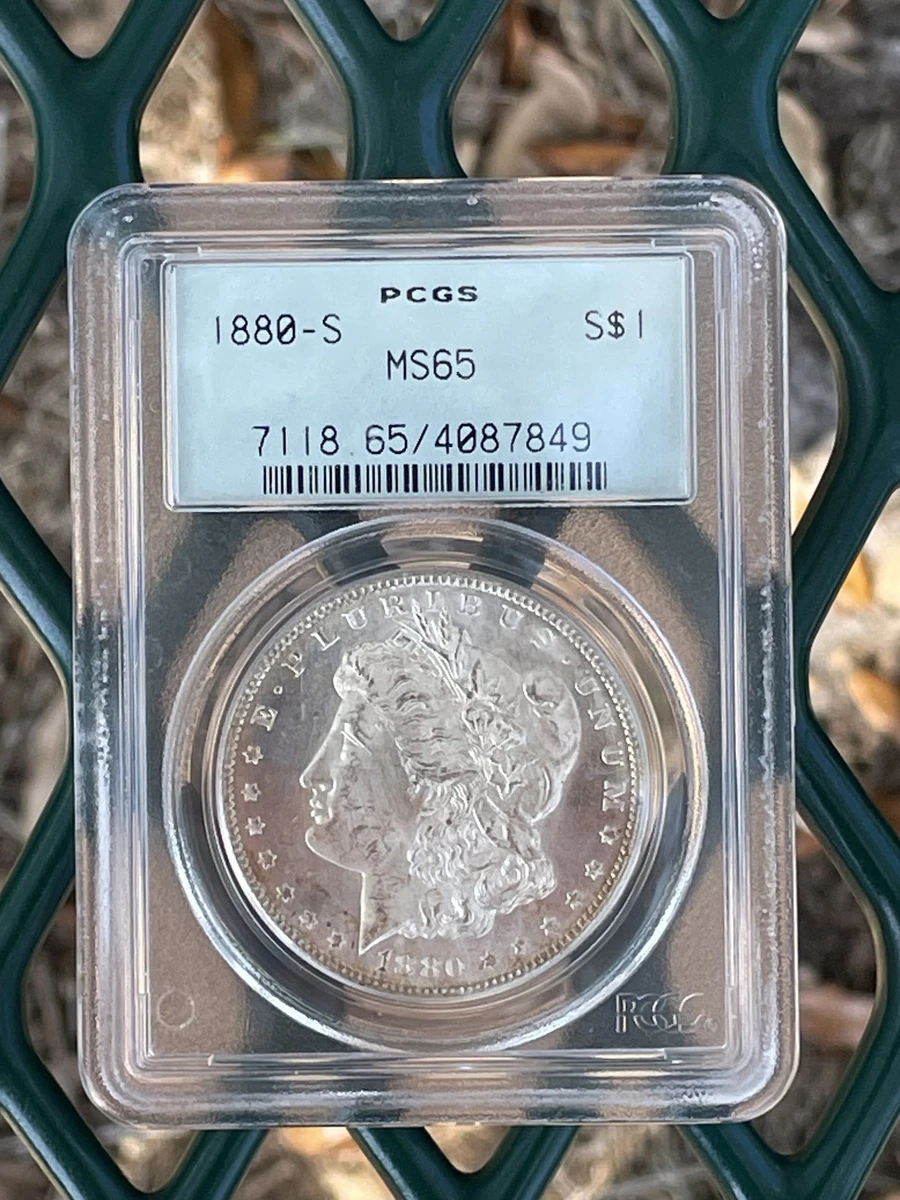 PCGS
1880-S S$1
MS65
7118.65/4087849
E·PLURIBUS·UNUM
1880
PCGS